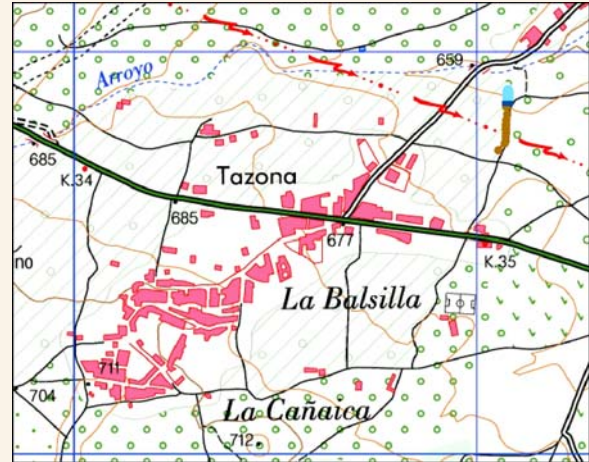 Arroyo
659
685
K.34
Tazona
685
677
K.35
no
La Balsilla
711
704
La Cañaica
712